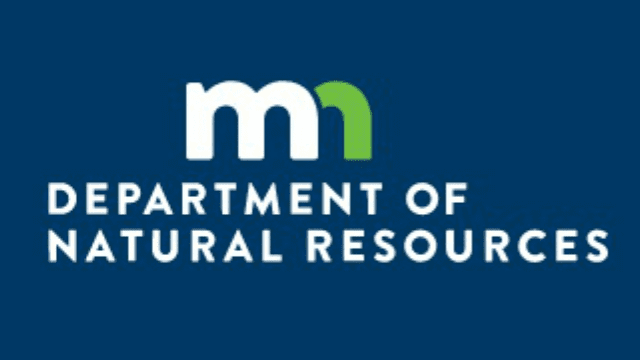 mn
DEPARTMENT OF
NATURAL RESOURCES